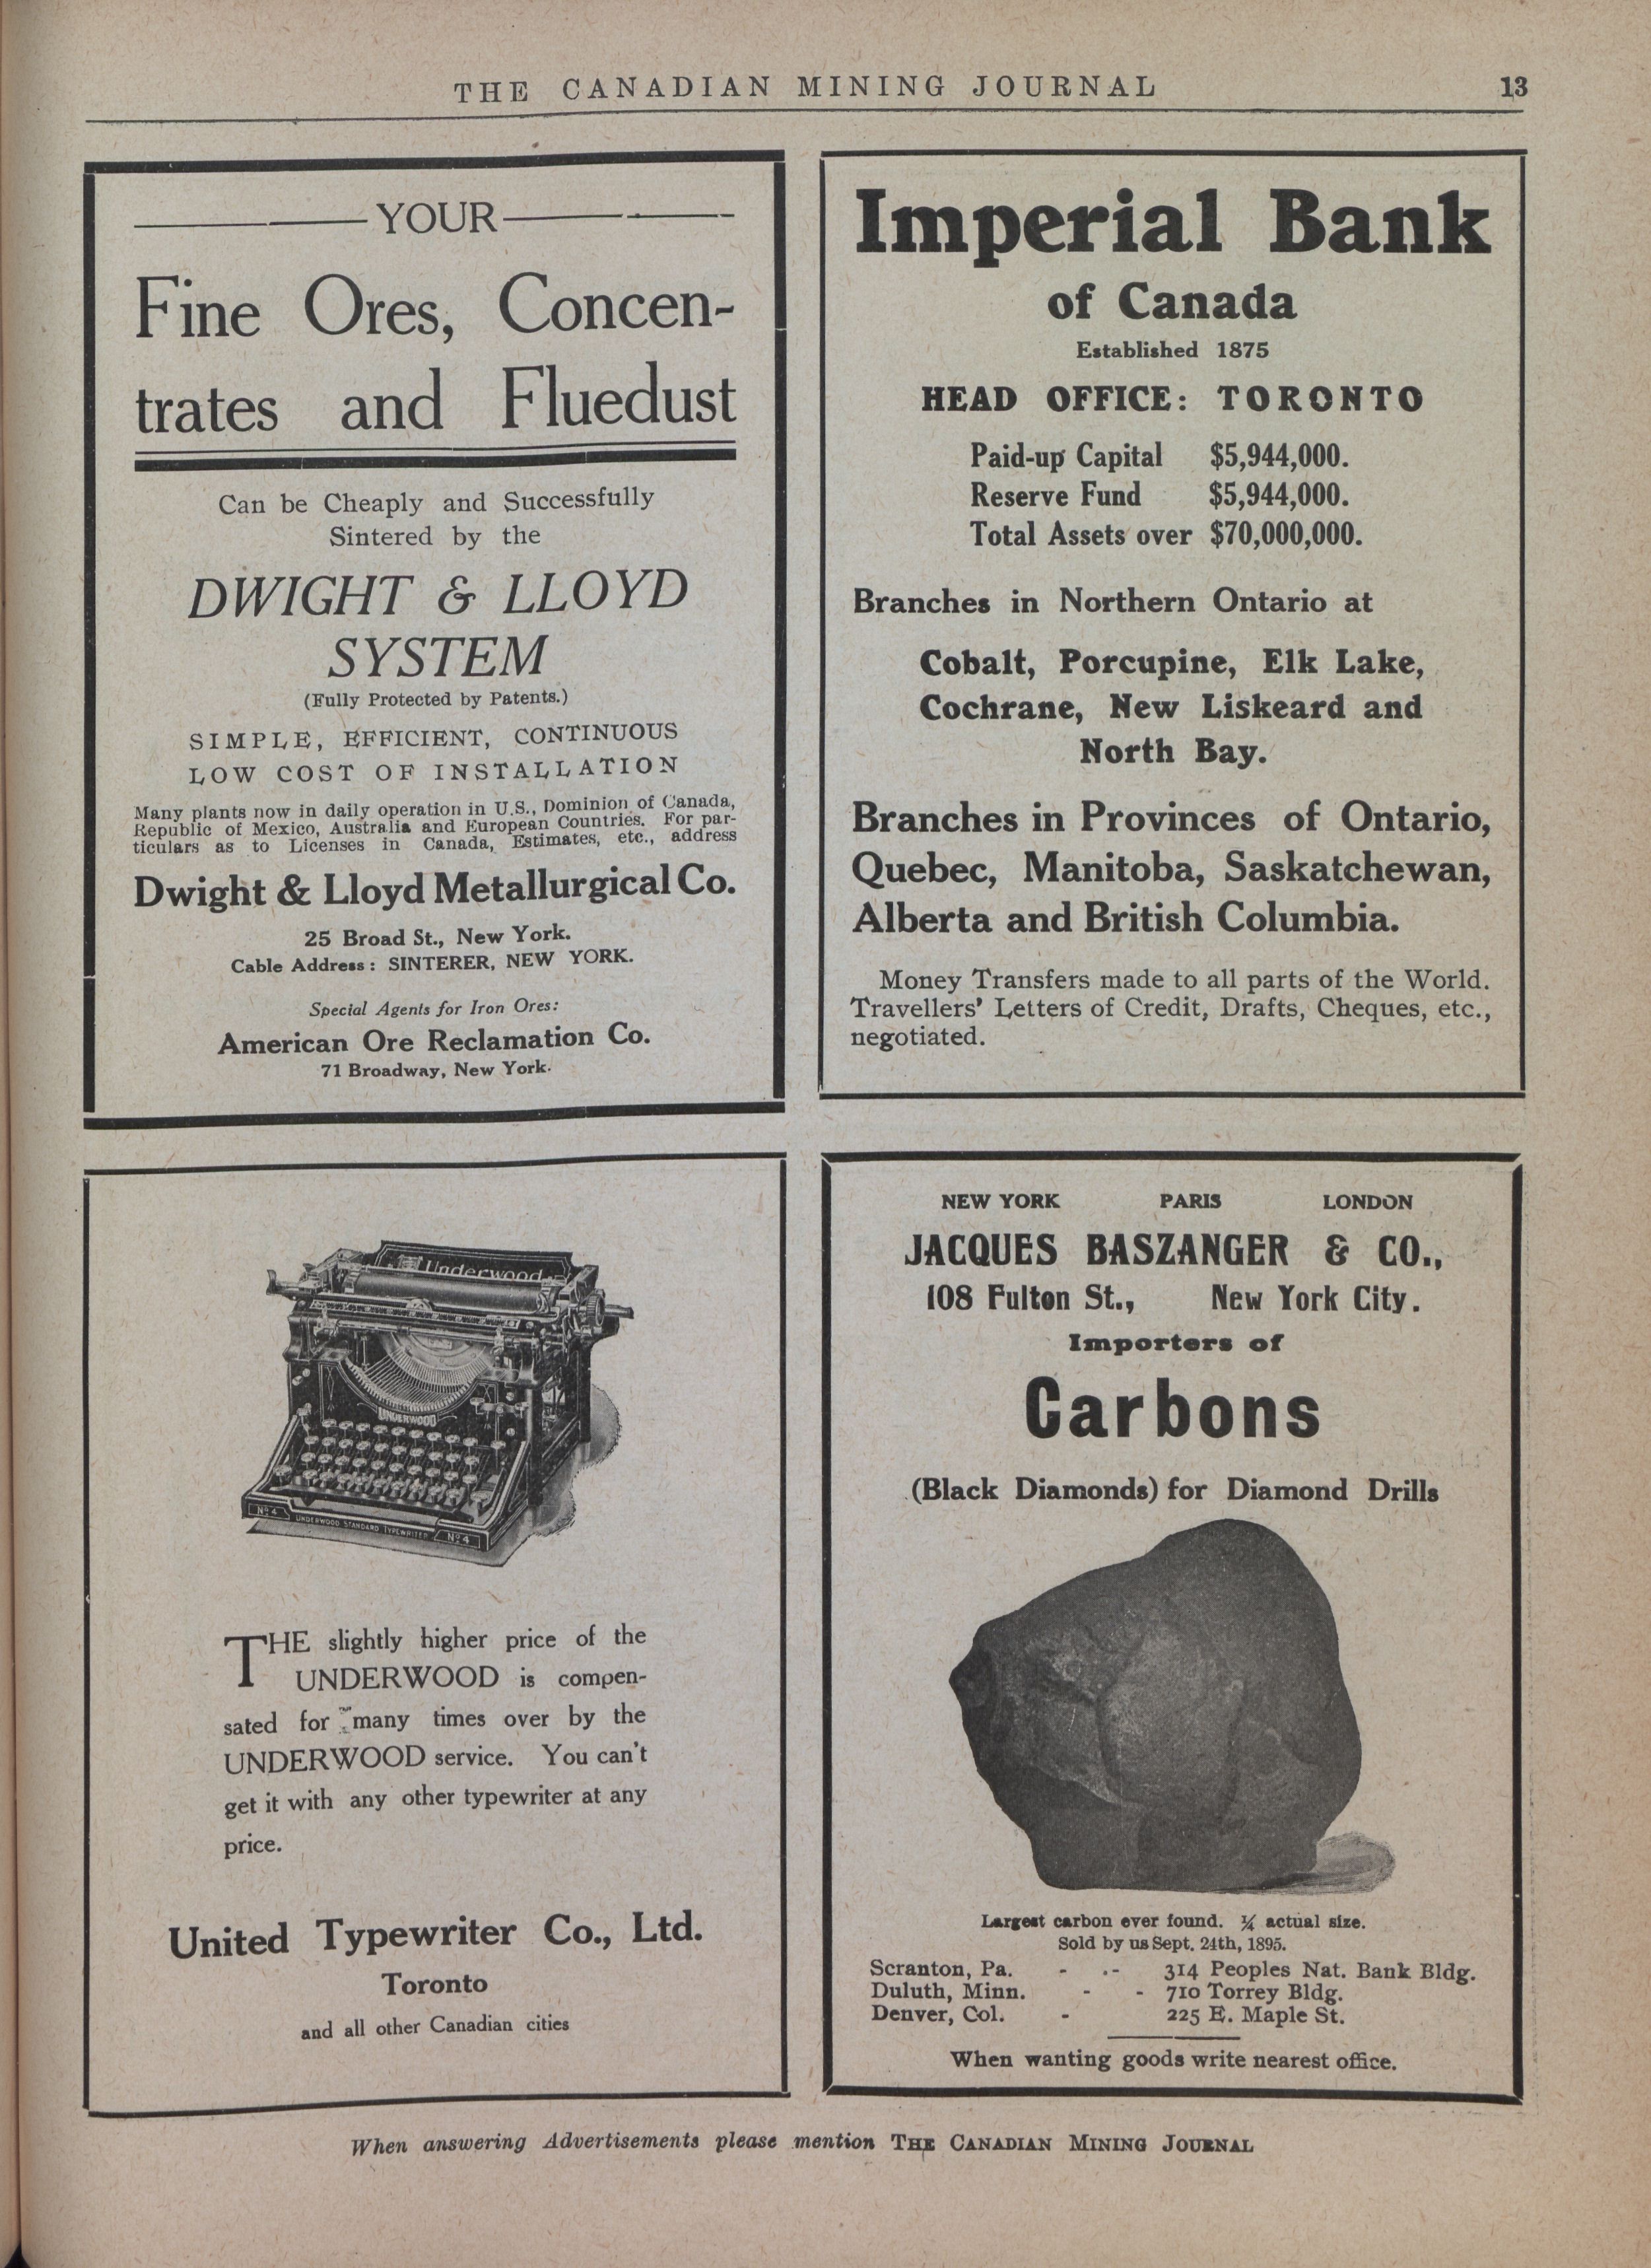 THE CANADIAN MINING JOURNAL 13
YOUR
Fine Ores, Concen-
trates and Fluedust
Can be Cheaply and Successfully
Sintered by the
DWIGHT & LLOYD
SYSTEM
(Fully Protected by Patents.)
SIMPLE, EFFICIENT, CONTINUOUS
LOW COST OF INSTALLATION
Many plants now in daily operation in U.S., Dominion of Canada,
Republic of Mexico, Australia and European Countries. For par-
ticulars as to Licenses in Canada, Estimates, etc., address
Dwight & Lloyd Metallurgical Co.
25 Broad St., New York.
Cable Address: SINTERER, NEW YORK.
Special Agents for Iron Ores:
American Ore Reclamation Co.
71 Broadway, New York.
Imperial Bank
of Canada
Established 1875
HEAD OFFICE: TORONTO
Paid-up Capital $5,944,000.
Reserve Fund $5,944,000.
Total Assets over $70,000,000.
Branches in Northern Ontario at
Cobalt, Porcupine, Elk Lake,
Cochrane, New Liskeard and
North Bay.
Branches in Provinces of Ontario,
Quebec, Manitoba, Saskatchewan,
Alberta and British Columbia.
Money Transfers made to all parts of the World.
Travellers' Letters of Credit, Drafts, Cheques, etc.,
negotiated.
Underwood
UNDERWOOD
No 4 UNDERWOOD STANDARD TYPEWRITER No 4
THE slightly higher price of the
UNDERWOOD is compen-
sated for many times over by the
UNDERWOOD service. You can't
get it with any other typewriter at any
price.
United Typewriter Co., Ltd.
Toronto
and all other Canadian cities
NEW YORK PARIS LONDON
JACQUES BASZANGER & CO.,
108 Fulton St., New York City.
Importers of
Carbons
(Black Diamonds) for Diamond Drills
Largest carbon ever found. ¼ actual size.
Sold by us Sept. 24th, 1895.
Scranton, Pa. - - 314 Peoples Nat. Bank Bldg.
Duluth, Minn. - - 710 Torrey Bldg.
Denver, Col. - 225 E. Maple St.
When wanting goods write nearest office.
When answering Advertisements please mention THE CANADIAN MINING JOURNAL